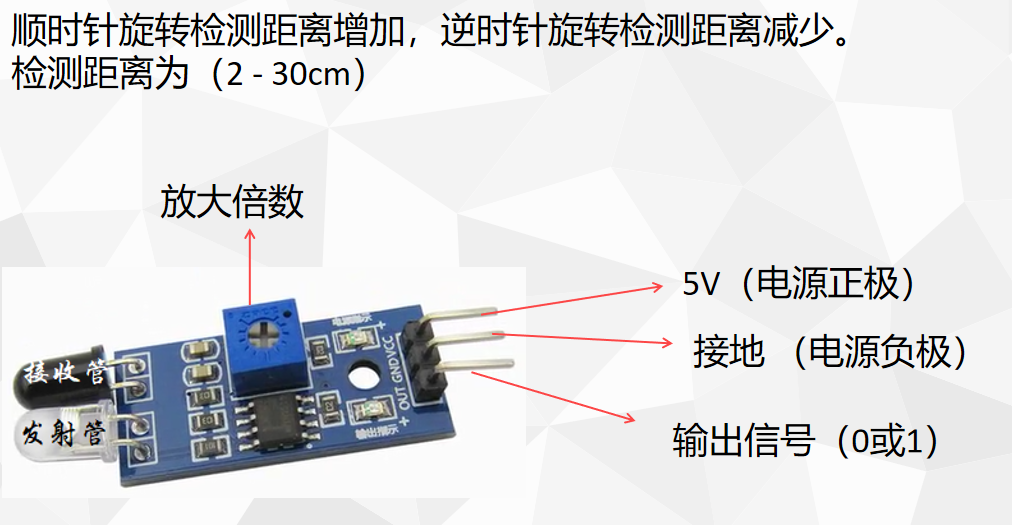 顺时针旋转检测距离增加，逆时针旋转检测距离减少。
检测距离为（2 - 30cm）
放大倍数
5V（电源正极）
接地 （电源负极）
输出信号（0或1）
接收管
发射管
电源指示
OUT GND VCC
输出指示